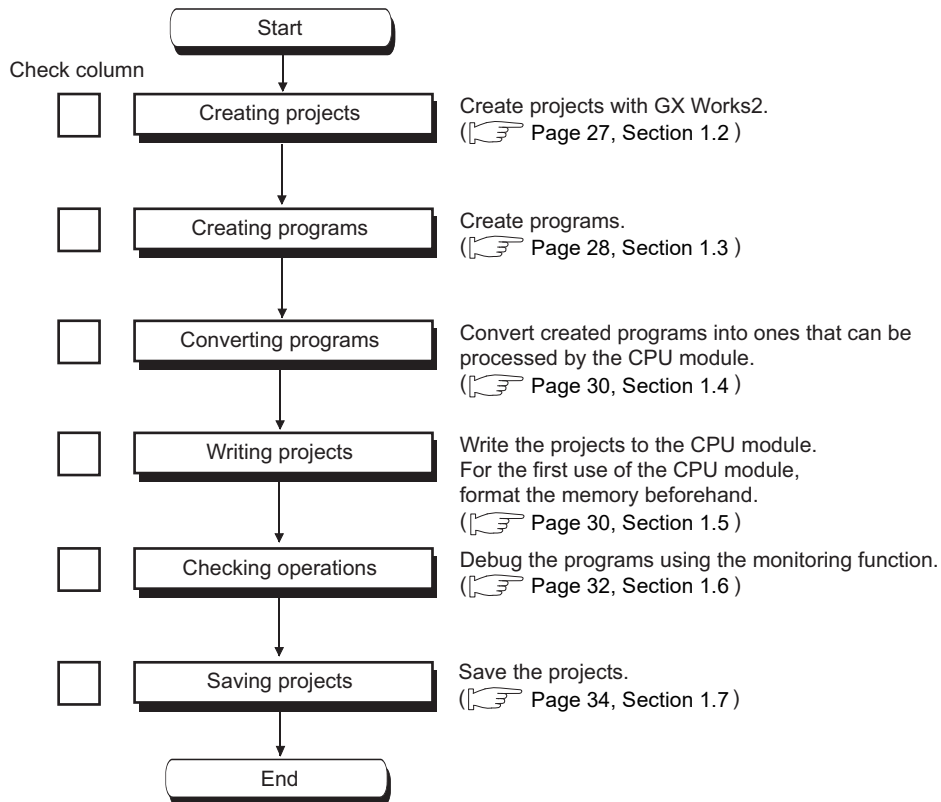 Start
Check column
Creating projects
Create projects with GX Works2.
( Page 27, Section 1.2 )
Creating programs
Create programs.
( Page 28, Section 1.3 )
Converting programs
Convert created programs into ones that can be
processed by the CPU module.
( Page 30, Section 1.4 )
Writing projects
Write the projects to the CPU module.
For the first use of the CPU module,
format the memory beforehand.
( Page 30, Section 1.5 )
Checking operations
Debug the programs using the monitoring function.
( Page 32, Section 1.6 )
Saving projects
Save the projects.
( Page 34, Section 1.7 )
End